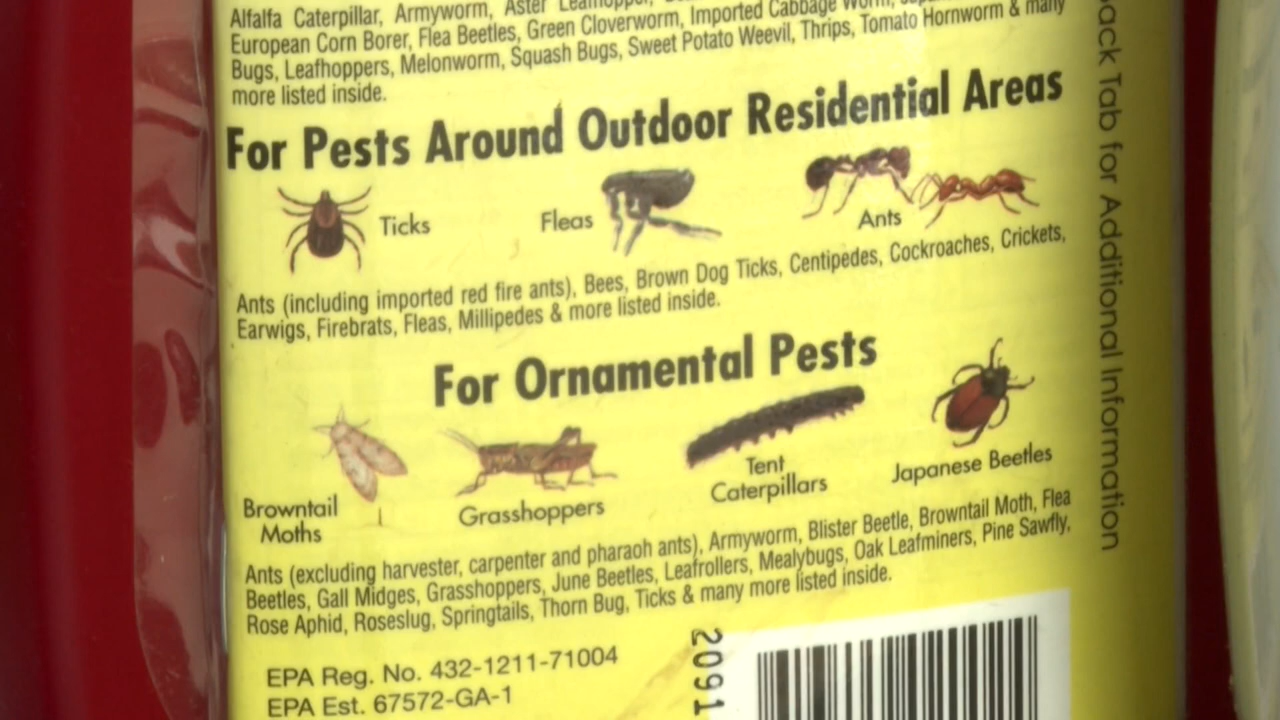 Alfalfa Caterpillar, Armyworm, Aster Leafhopper,
European Corn Borer, Flea Beetles, Green Cloverworm, Imported Cabbage Worm,
Bugs, Leafhoppers, Melonworm, Squash Bugs, Sweet Potato Weevil, Thrips, Tomato Hornworm & many
more listed inside.
For Pests Around Outdoor Residential Areas
Ticks
Fleas
Ants
Ants (including imported red fire ants), Bees, Brown Dog Ticks, Centipedes, Cockroaches, Crickets,
Earwigs, Firebrats, Fleas, Millipedes & more listed inside.
For Ornamental Pests
Browntail
Moths
Grasshoppers
Tent
Caterpillars
Japanese Beetles
Ants (excluding harvester, carpenter and pharaoh ants), Armyworm, Blister Beetle, Browntail Moth, Flea
Beetles, Gall Midges, Grasshoppers, June Beetles, Leafrollers, Mealybugs, Oak Leafminers, Pine Sawfly,
Rose Aphid, Roseslug, Springtails, Thorn Bug, Ticks & many more listed inside.
EPA Reg. No. 432-1211-71004
EPA Est. 67572-GA-1
2091
Tab for Additional Information